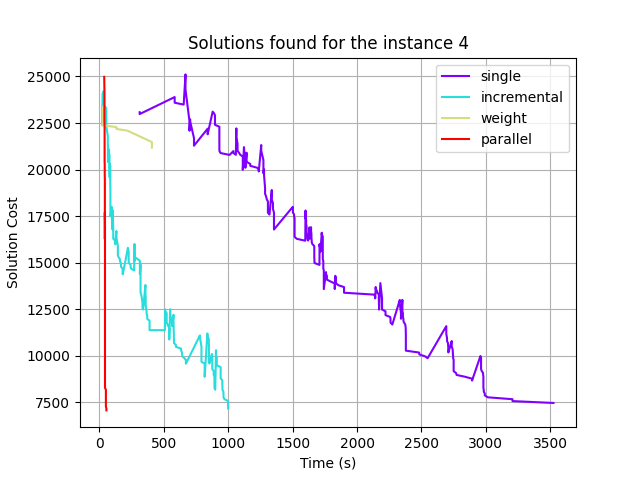 Solutions found for the instance 4
single
incremental
weight
parallel
25000
22500
20000
17500
15000
12500
10000
7500
Solution Cost
0 500 1000 1500 2000 2500 3000 3500
Time (s)